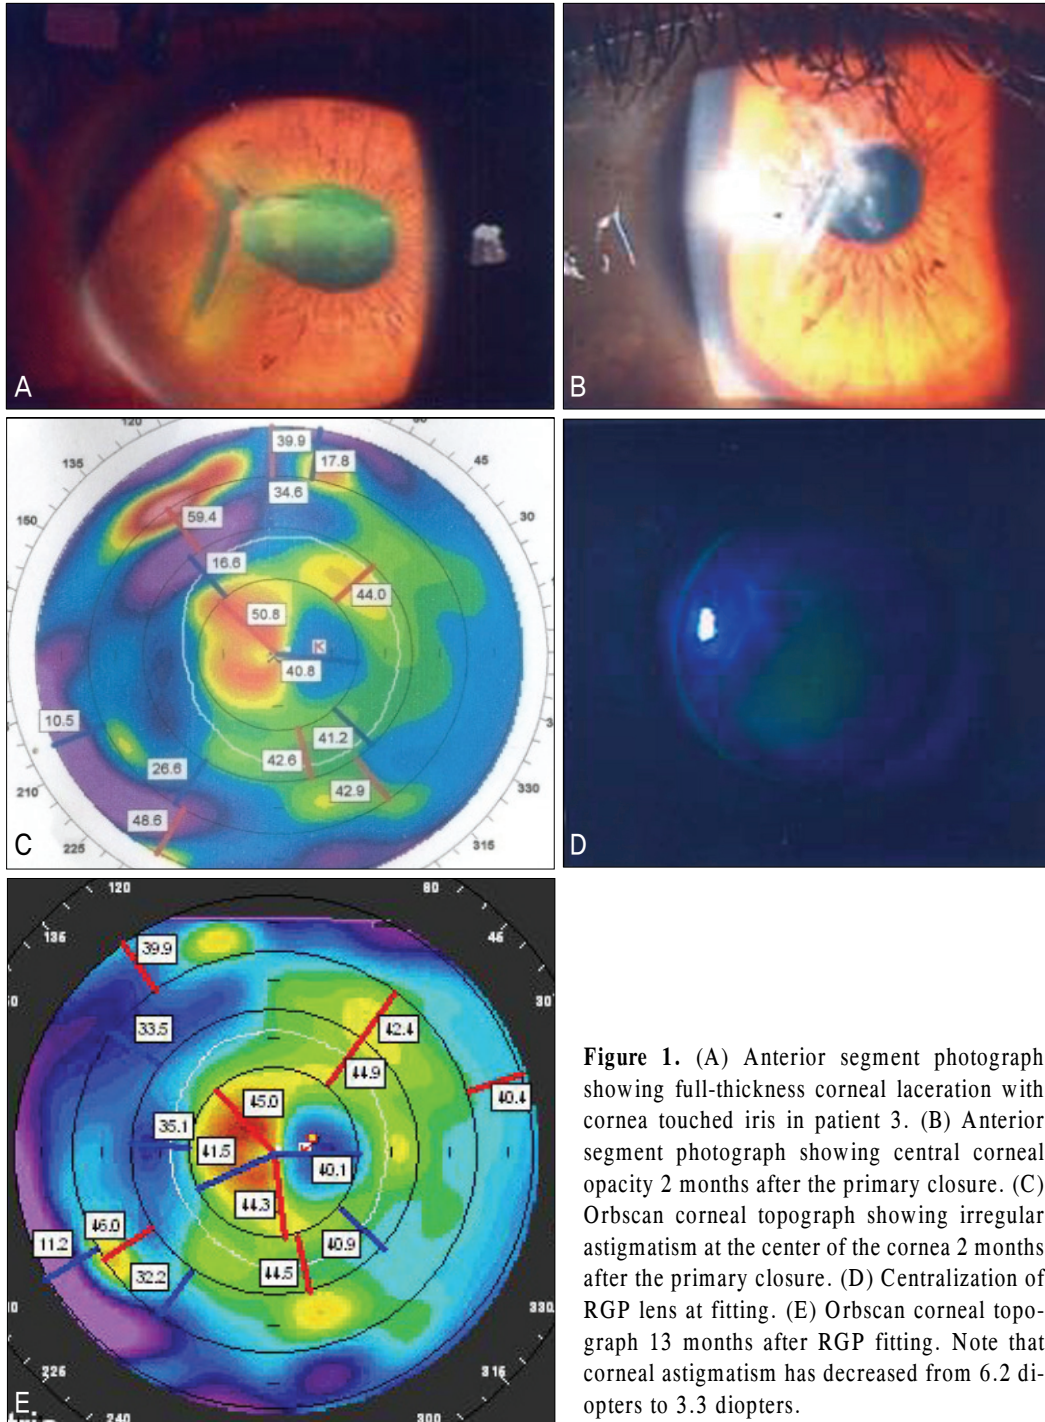 A
B
120
60
135
45
150
30
39.9
17.8
34.6
59.4
16.6
44.0
50.8
K
40.8
10.5
41.2
42.6
26.6
42.9
48.6
210
330
225
315
C
D
120
60
135
45
30
39.9
33.5
42.4
44.9
40.4
45.0
35.1
41.5
40.1
44.3
46.0
11.2
40.9
32.2
44.5
330
225
315
240
300
E
Figure 1. (A) Anterior segment photograph
showing full-thickness corneal laceration with
cornea touched iris in patient 3. (B) Anterior
segment photograph showing central corneal
opacity 2 months after the primary closure. (C)
Orbscan corneal topograph showing irregular
astigmatism at the center of the cornea 2 months
after the primary closure. (D) Centralization of
RGP lens at fitting. (E) Orbscan corneal topo-
graph 13 months after RGP fitting. Note that
corneal astigmatism has decreased from 6.2 di-
opters to 3.3 diopters.